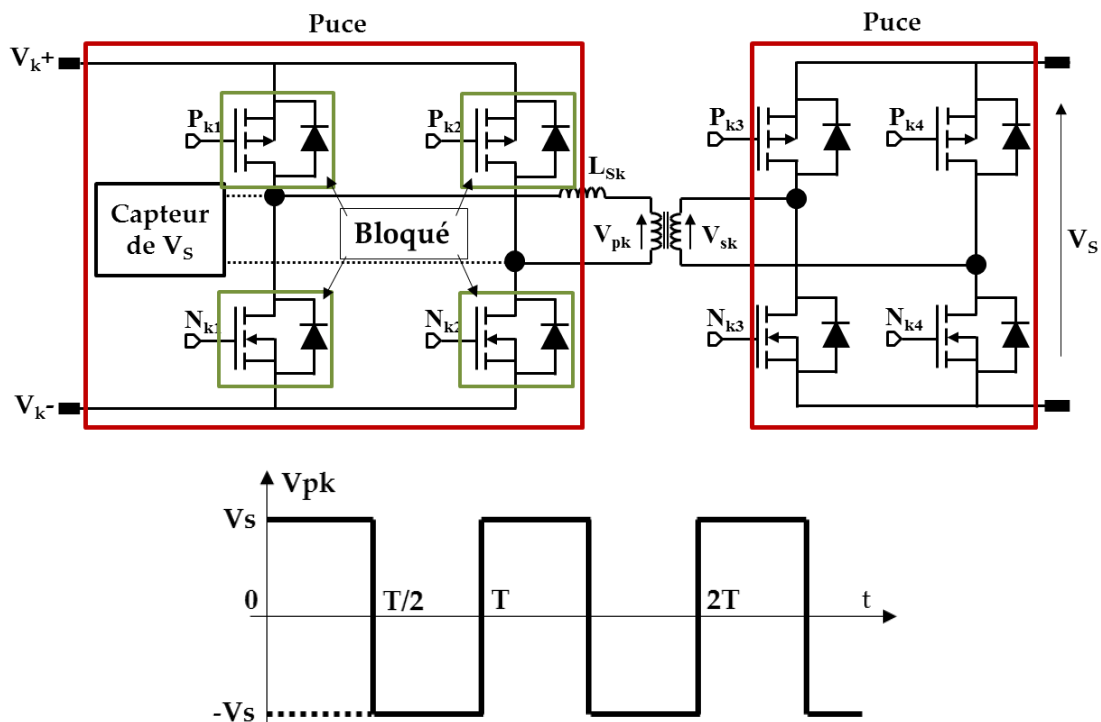 Puce
Puce
Vk+
Pk1
Pk2
Pk3
Pk4
LSk
Capteur
de VS
Bloqué
Vpk
Vsk
VS
Nk1
Nk2
Nk3
Nk4
Vk-
Vpk
Vs
0
T/2
T
2T
t
-Vs